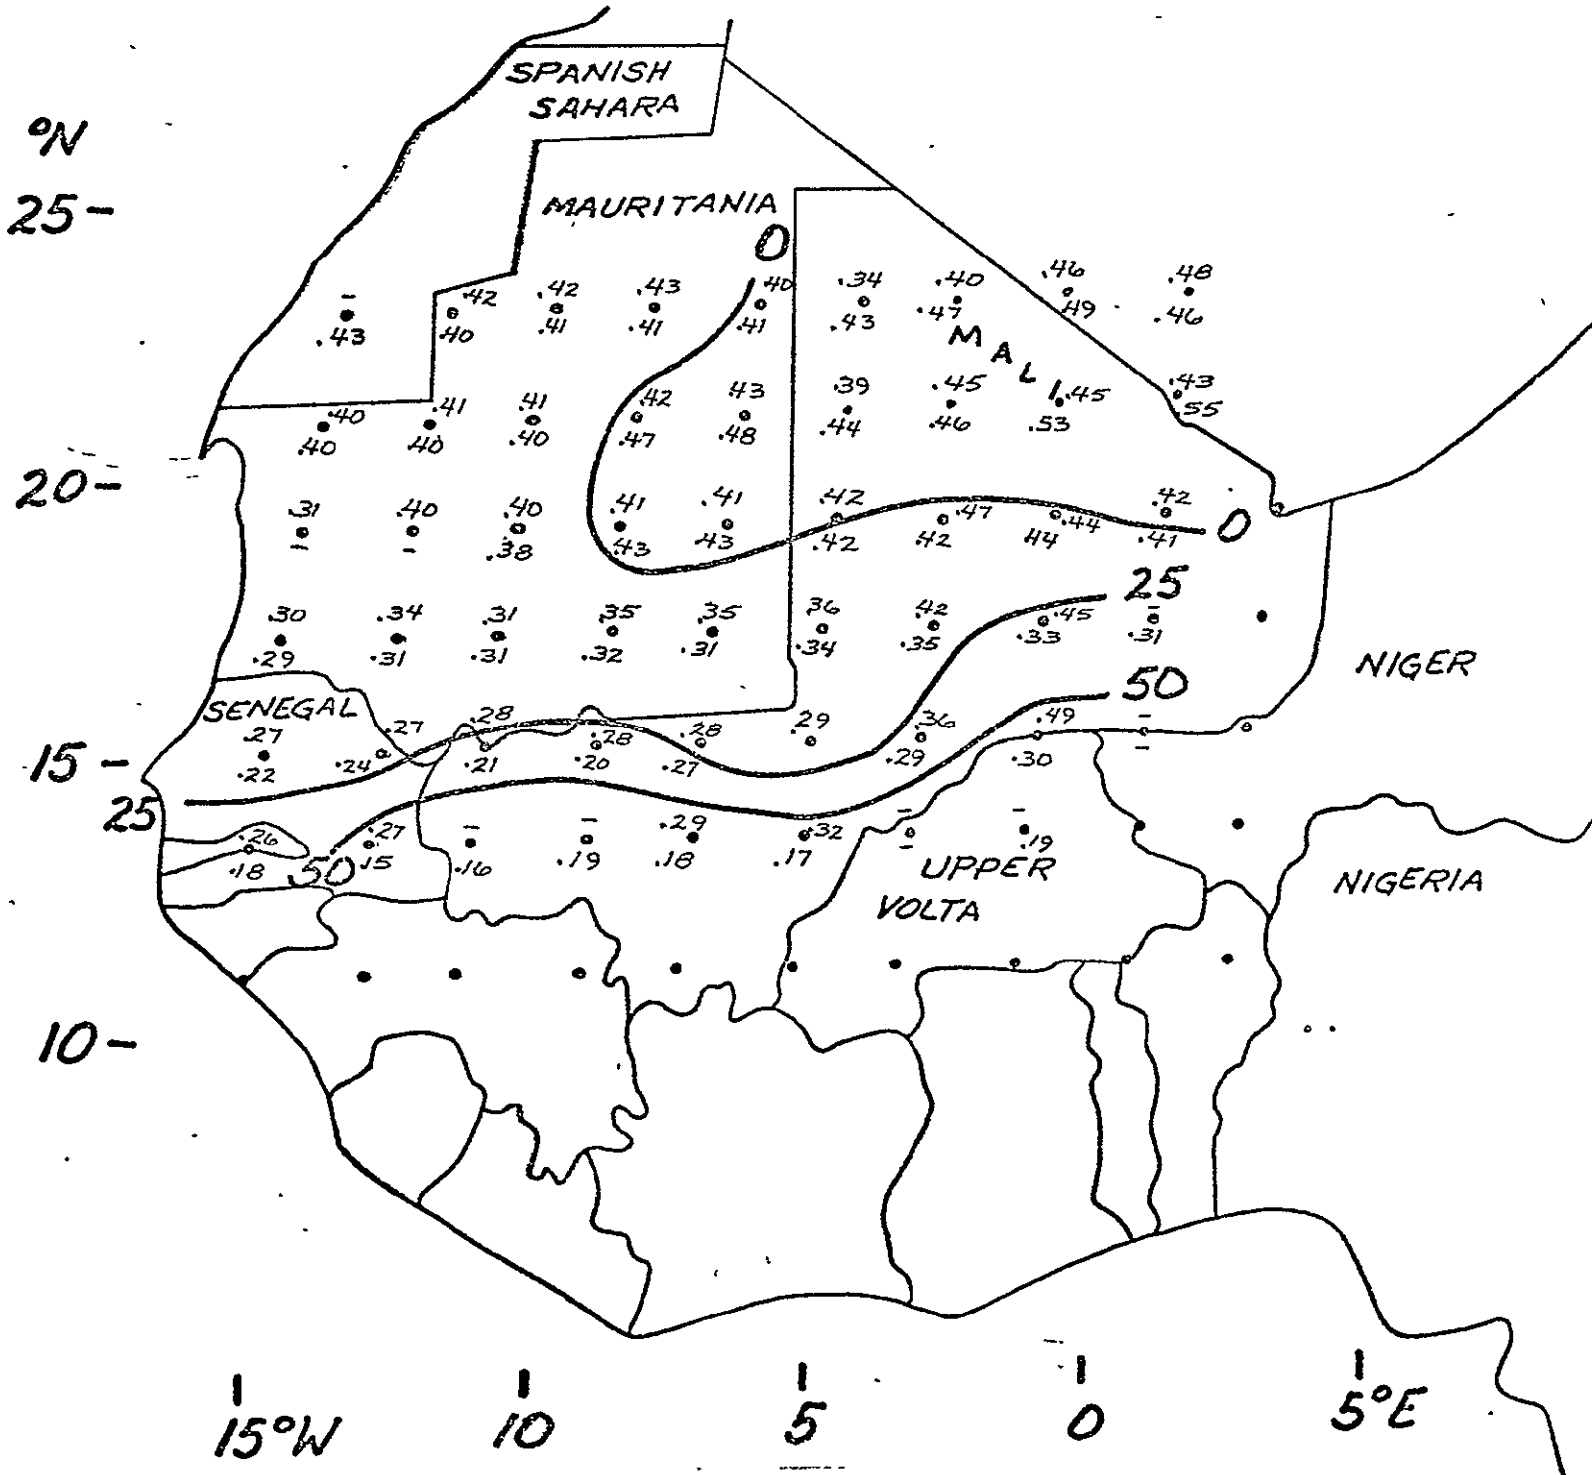 SPANISH
SAHARA
°N
25-
MAURITANIA
0
.42 .42 .43 .40 .34 .40 .46 .48
.43 .40 .41 .41 .41 .43 .47 .49 .46
MALI
.40 .41 .41 .42 .43 .39 .45 .45 .43
.40 .40 .40 .47 .48 .44 .46 .53 .55
20-
.31 .40 .40 .41 .41 .42 .47 .44 .42
- - .38 .43 .43 .42 .42 .44 .41
0
25
.30 .34 .31 .35 .35 .36 .42 .45 -
.29 .31 .31 .32 .31 .34 .35 .33 .31
NIGER
50
SENEGAL
.27 .27 .28 .28 .28 .29 .36 .49 -
15-
.22 .24 .21 .20 .27 .29 .30 -
25
.26 .27 - - .29 .32 - -
.18 .15 .16 .19 .18 .17 - .19
50
UPPER
VOLTA
NIGERIA
10-
15°W 10 5 0 5°E